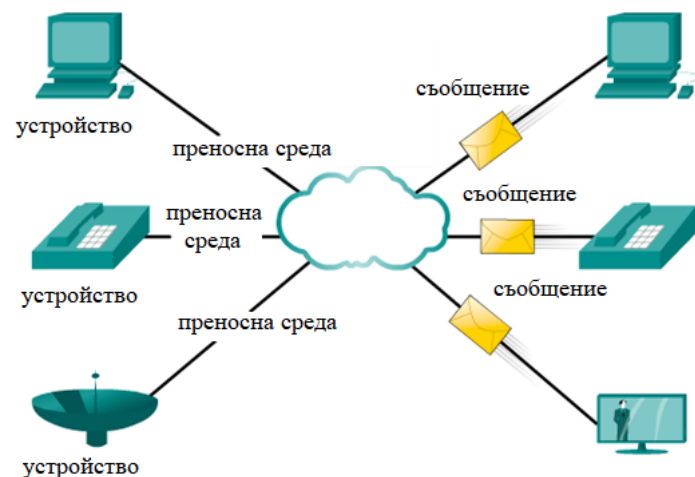 устройство
преносна среда
преносна
среда
устройство
преносна среда
устройство
съобщение
съобщение
съобщение